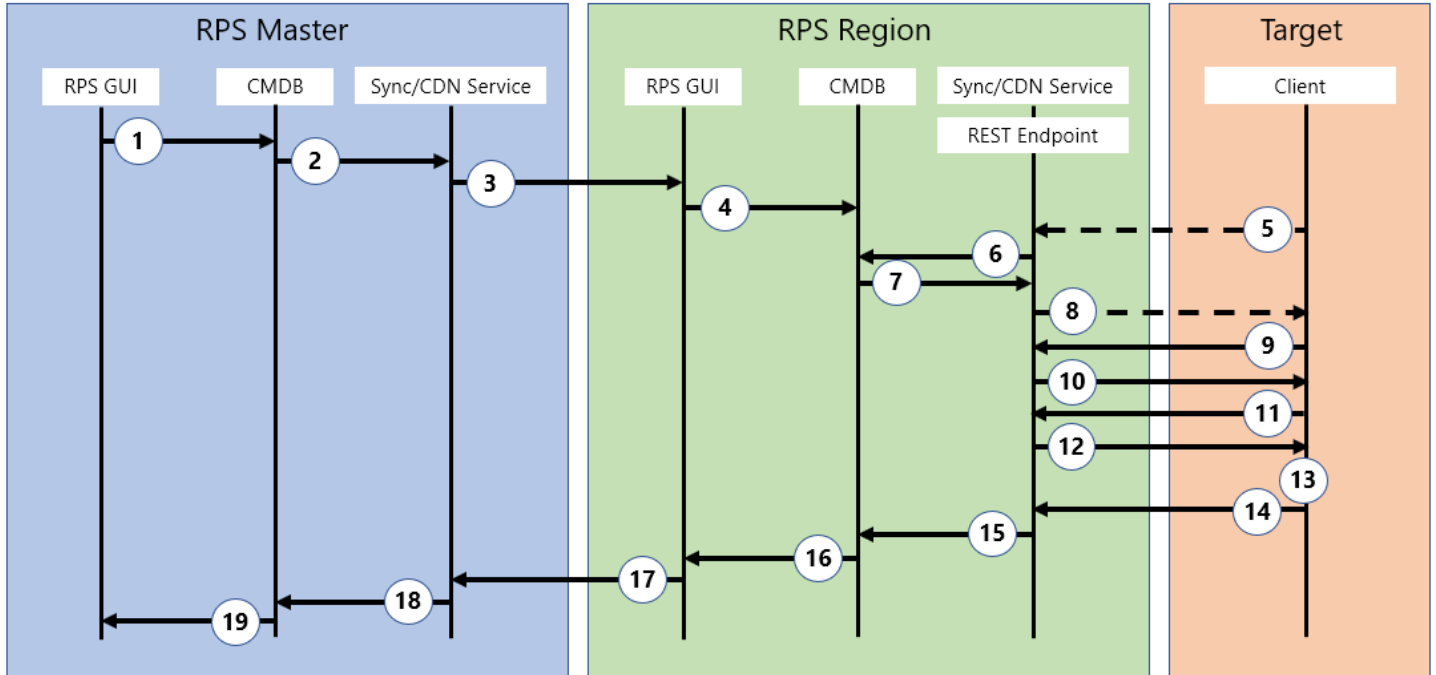 RPS Master
RPS Region
Target
RPS GUI
CMDB
Sync/CDN Service
RPS GUI
CMDB
Sync/CDN Service
Client
REST Endpoint
1
2
3
4
5
6
7
8
9
10
11
12
13
14
15
16
17
18
19